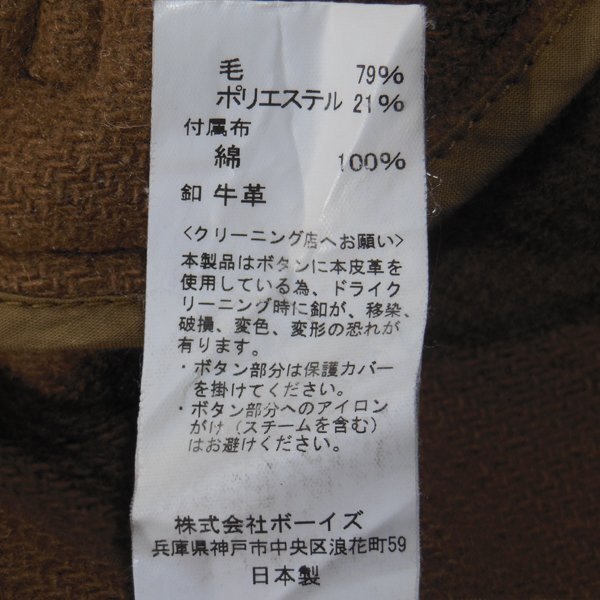 毛 79%
ポリエステル 21%
付属布
綿 100%
釦 牛革
<クリーニング店へお願い>
本製品はボタンに本皮革を
使用している為、ドライク
リーニング時に釦が、移染、
破損、変色、変形の恐れが
有ります。
・ボタン部分は保護カバー
を掛けてください。
・ボタン部分へのアイロン
がけ(スチームを含む)
はお避けください。
株式会社ボーイズ
兵庫県神戸市中央区浪花町59
日本製